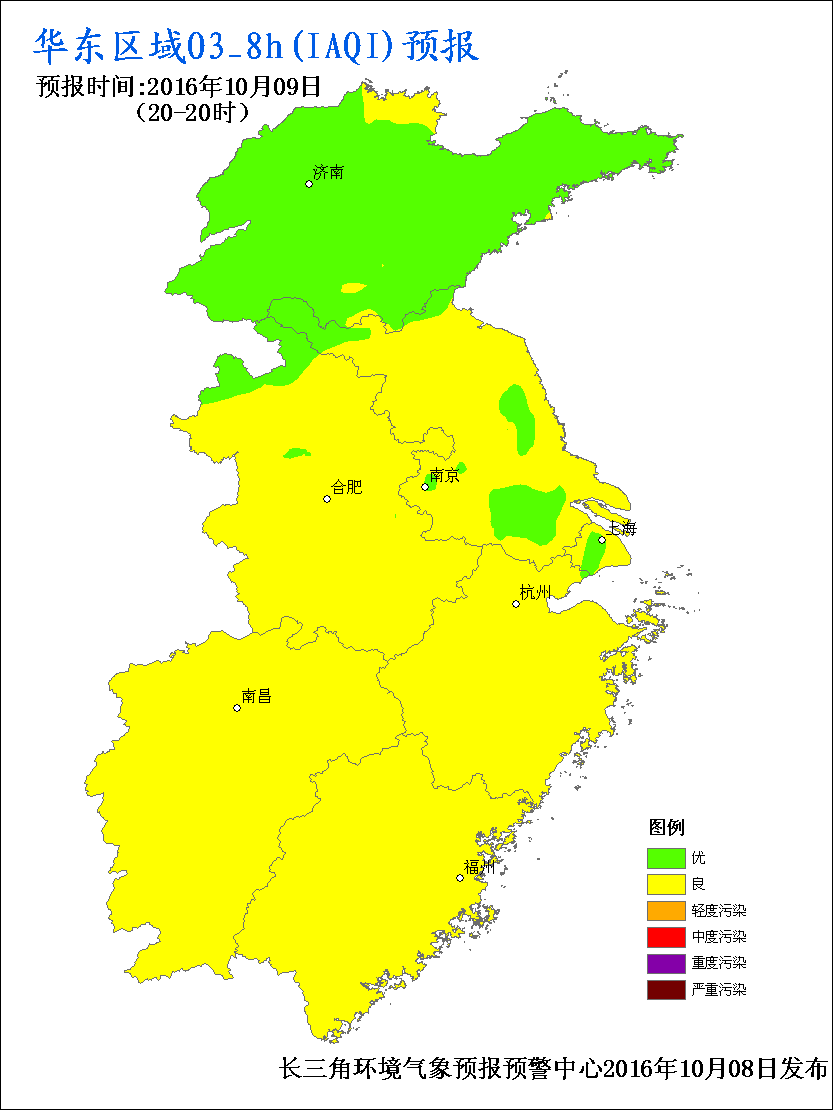 华东区域O3_8h(IAQI)预报
预报时间:2016年10月09日
(20-20时)
济南
南京
合肥
上海
杭州
南昌
福州
图例
优
良
轻度污染
中度污染
重度污染
严重污染
长三角环境气象预报预警中心2016年10月08日发布